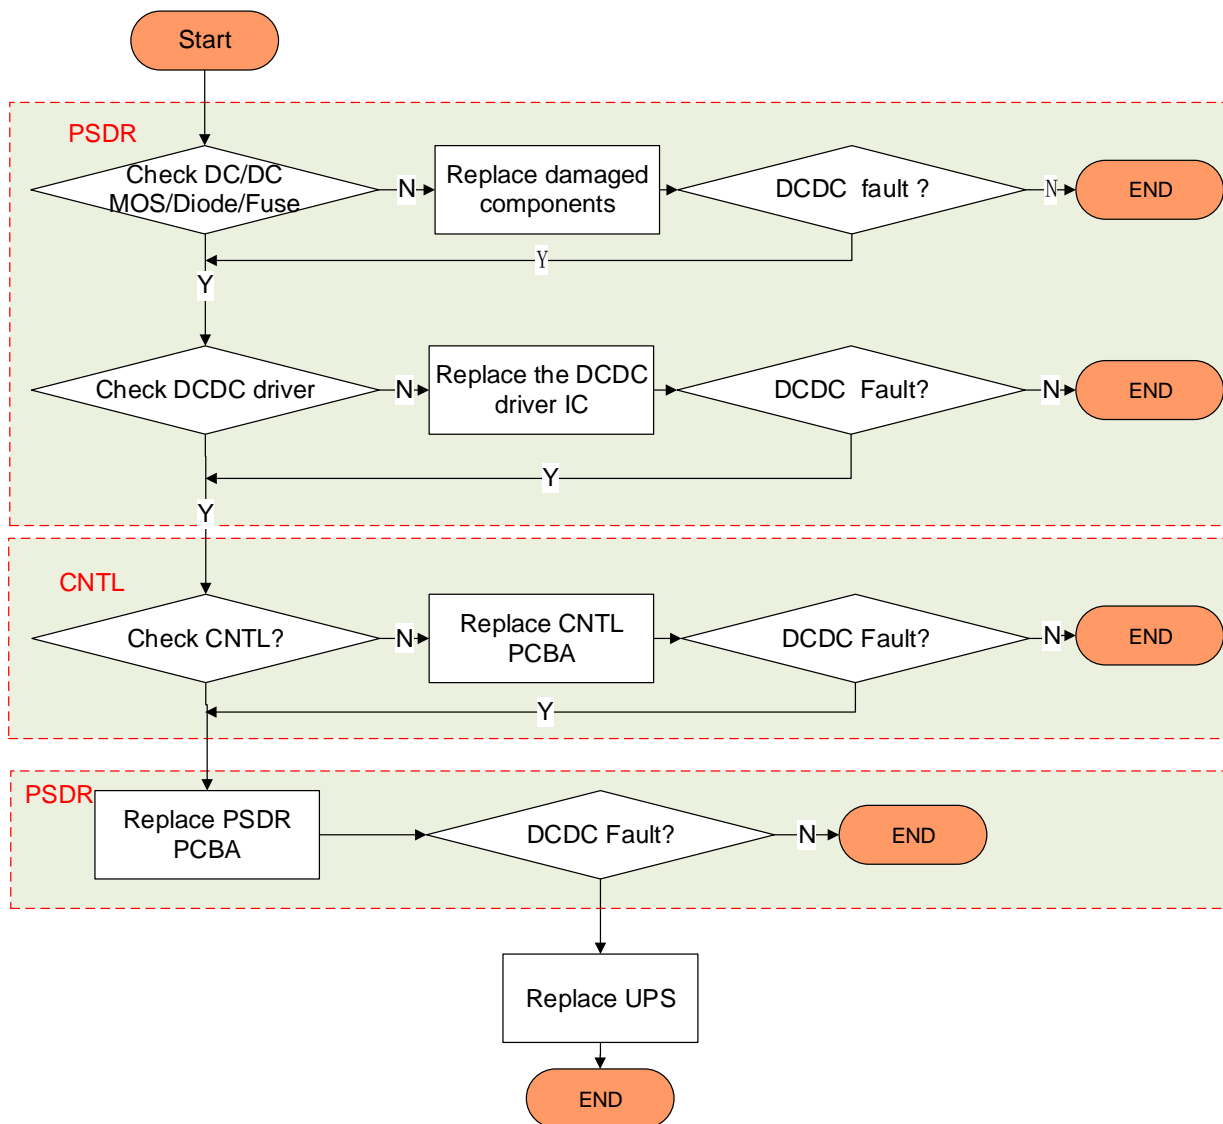 Start
PSDR
Check DC/DC
MOS/Diode/Fuse
N
Replace damaged
components
DCDC fault ?
N
END
Y
Y
Check DCDC driver
N
Replace the DCDC
driver IC
DCDC Fault?
N
END
Y
Y
CNTL
Check CNTL?
N
Replace CNTL
PCBA
DCDC Fault?
N
END
Y
PSDR
Replace PSDR
PCBA
DCDC Fault?
N
END
Replace UPS
END